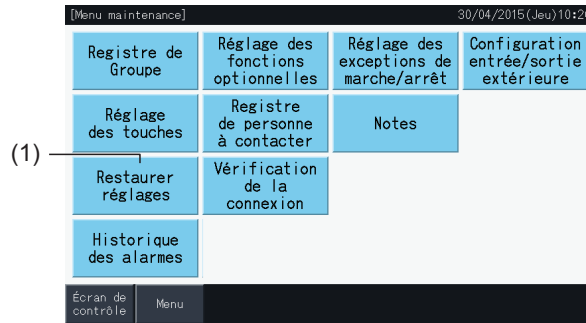 [Menu maintenance] 30/04/2015(Jeu)10:20
Registre de
Groupe
Réglage des
fonctions
optionnelles
Réglage des
exceptions de
marche/arrêt
Configuration
entrée/sortie
extérieure
Réglage
des touches
Registre
de personne
à contacter
Notes
(1)
Restaurer
réglages
Vérification
de la
connexion
Historique
des alarmes
Écran de
contrôle
Menu